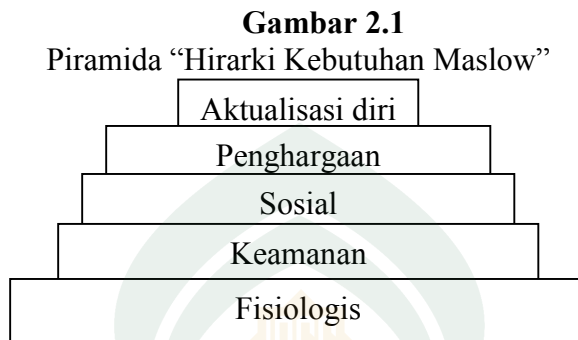 Gambar 2.1
Piramida “Hirarki Kebutuhan Maslow”
Aktualisasi diri
Penghargaan
Sosial
Keamanan
Fisiologis